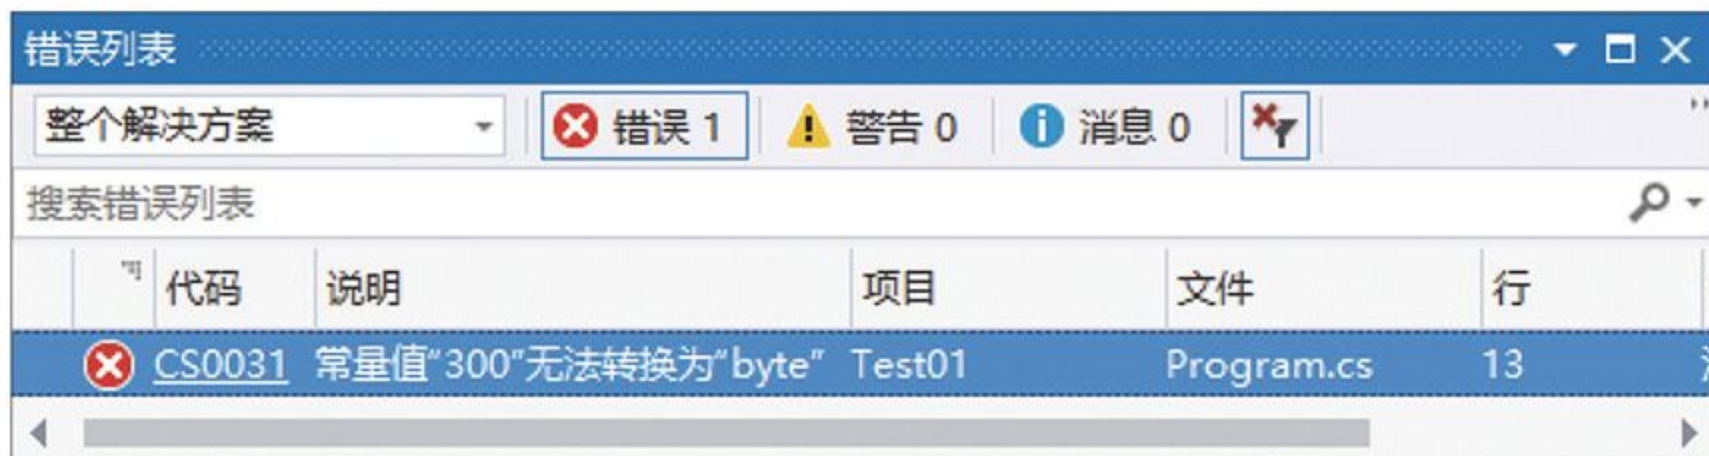 错误列表
整个解决方案 错误 1 警告 0 消息 0
搜索错误列表
代码 说明 项目 文件 行
CS0031 常量值“300”无法转换为“byte” Test01 Program.cs 13